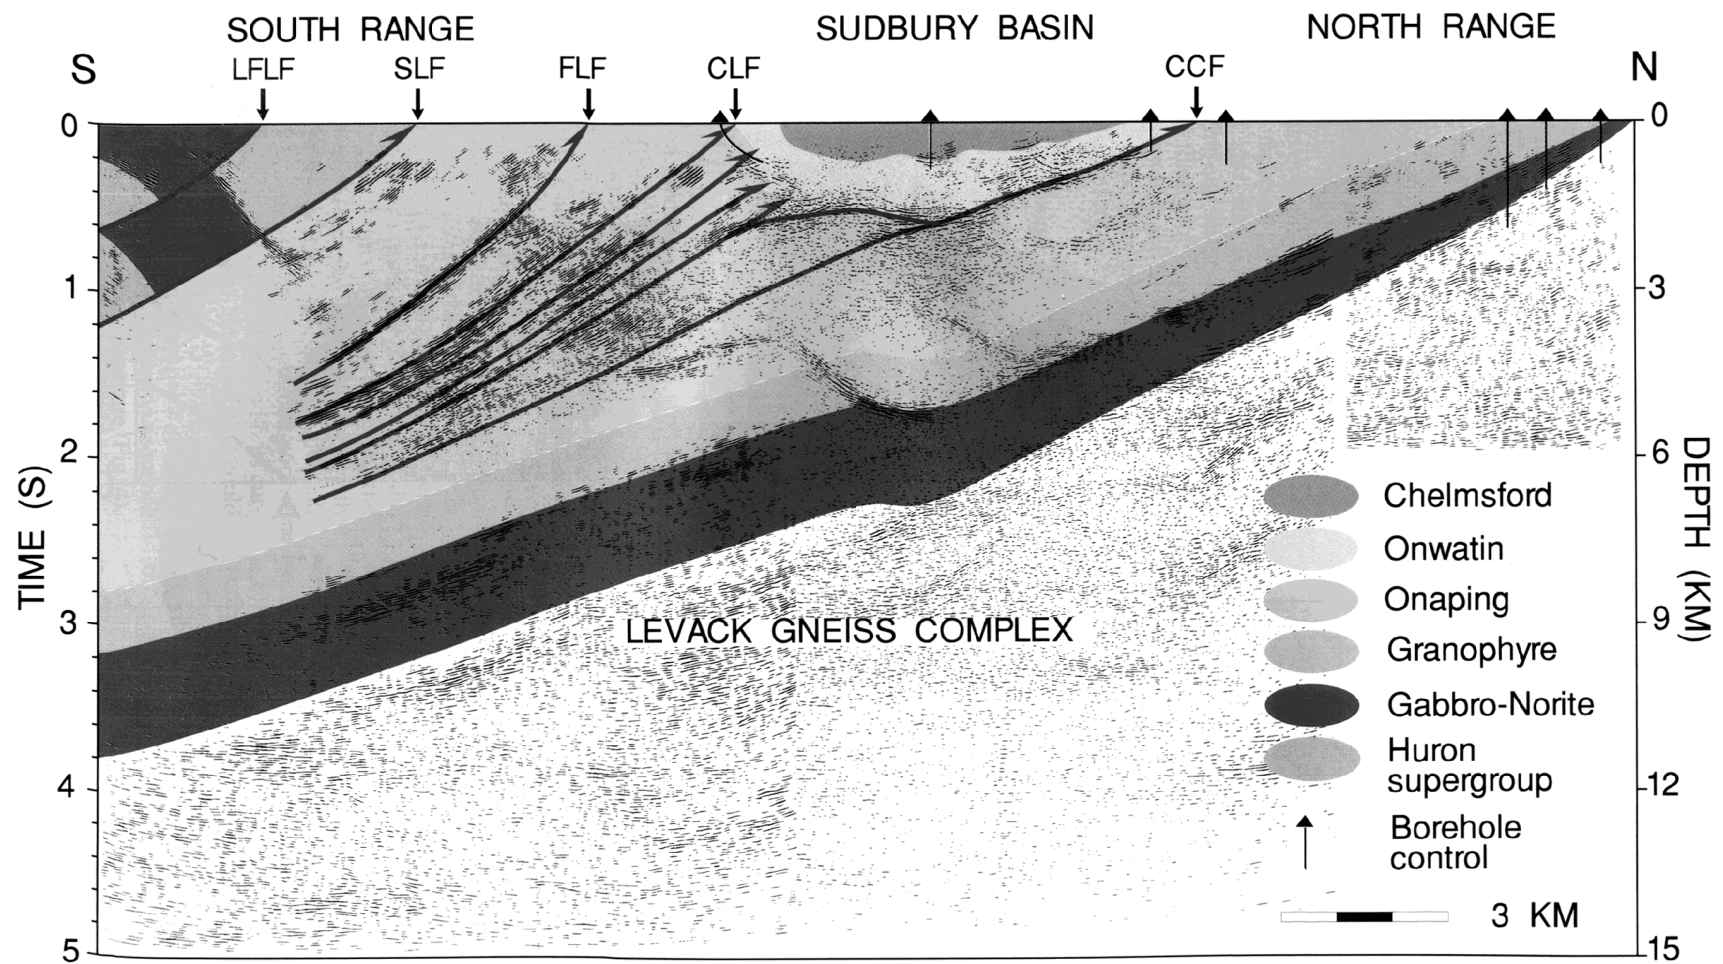 SOUTH RANGE
SUDBURY BASIN
NORTH RANGE
S
LFLF
SLF
FLF
CLF
CCF
N
0
1
2
3
4
5
TIME (S)
0
3
6
9
12
15
DEPTH (KM)
LEVACK GNEISS COMPLEX
Chelmsford
Onwatin
Onaping
Granophyre
Gabbro-Norite
Huron
supergroup
Borehole
control
3 KM